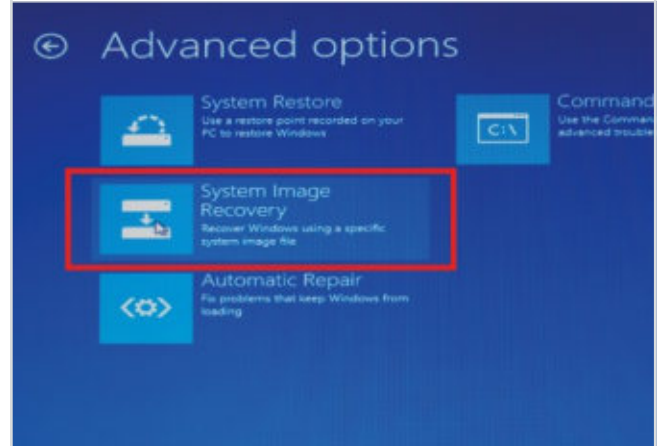 Advanced options
System Restore
Use a restore point recorded on your
PC to restore Windows
System Image
Recovery
Recover Windows using a specific
system image file
Automatic Repair
Fix problems that keep Windows from
loading
C:\
Command
Use the Comman
advanced trouble